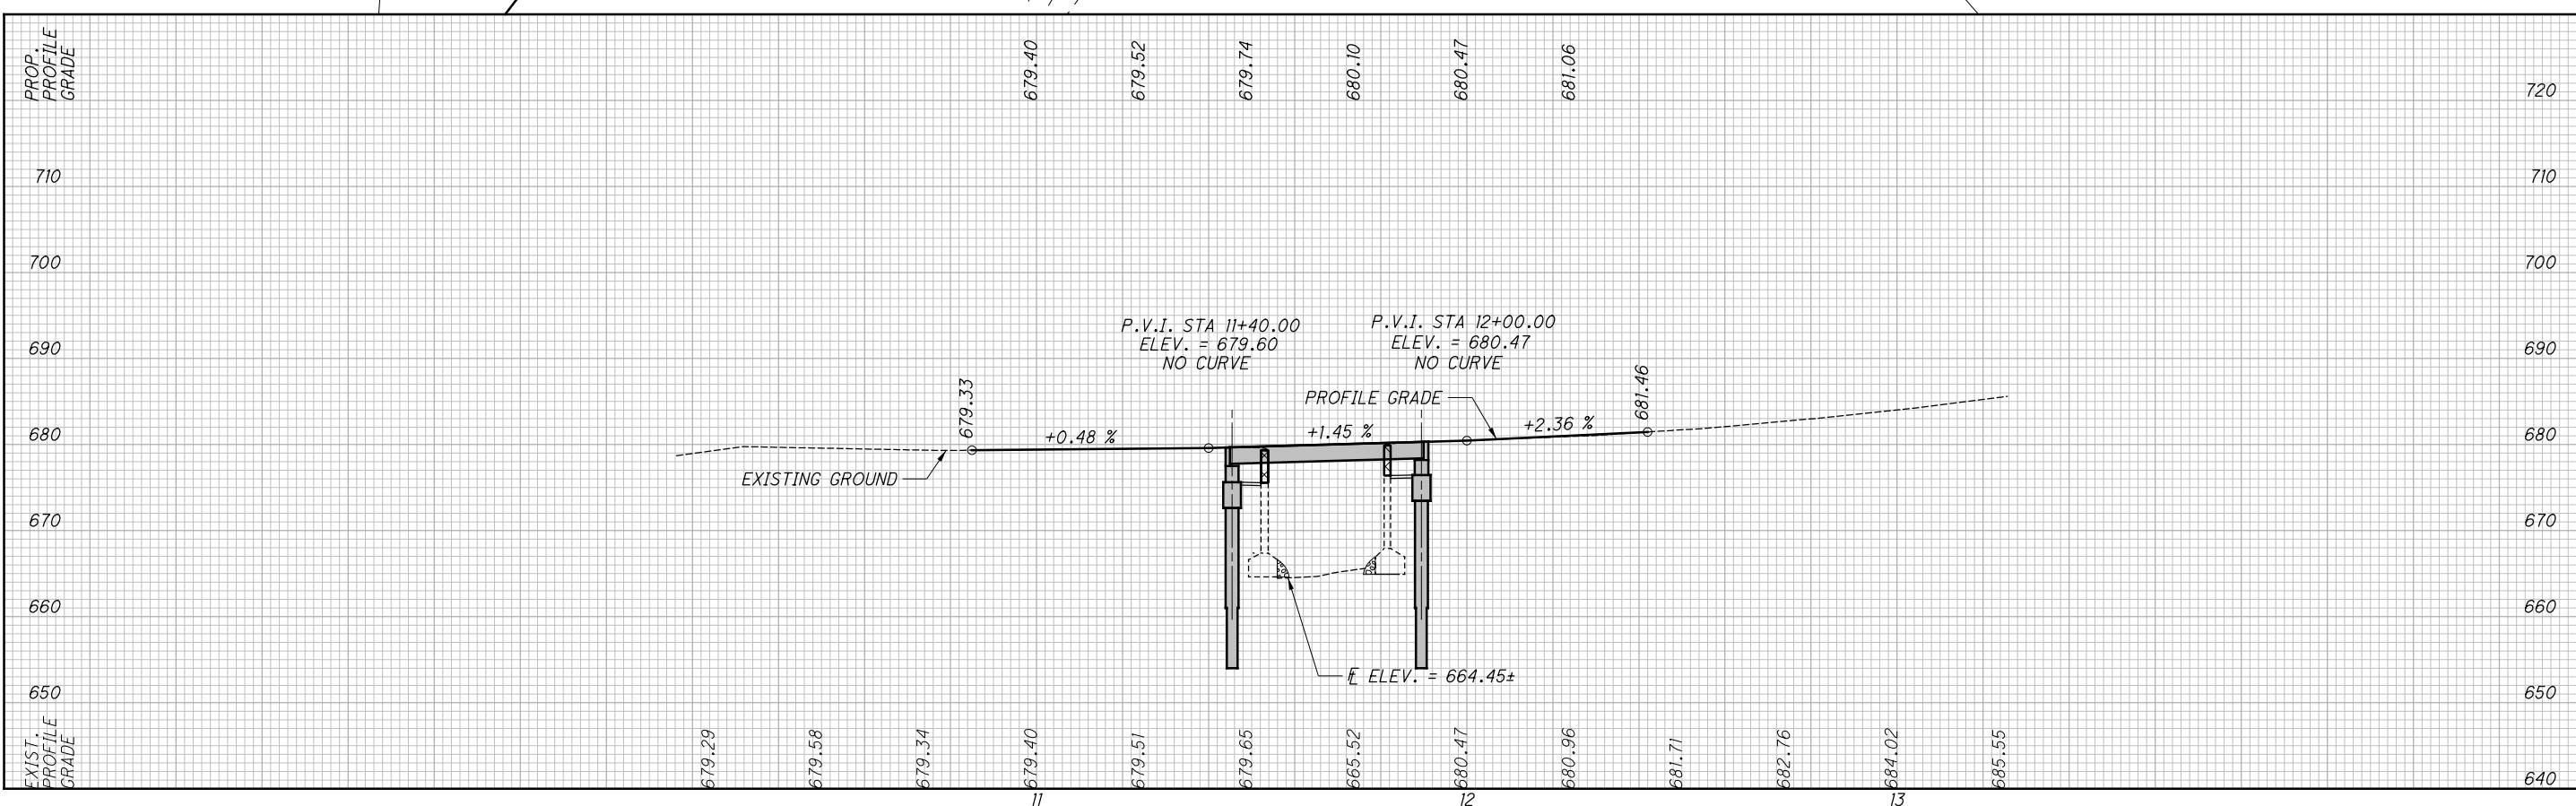 PROP.
PROFILE
GRADE
679.40
679.52
679.74
680.10
680.47
681.06
720
710
710
700
700
690
690
680
680
670
670
660
660
650
650
640
P.V.I. STA 11+40.00
ELEV. = 679.60
NO CURVE
P.V.I. STA 12+00.00
ELEV. = 680.47
NO CURVE
PROFILE GRADE
679.33
+0.48 %
+1.45 %
+2.36 %
681.46
EXISTING GROUND
℄ ELEV. = 664.45±
EXIST.
PROFILE
GRADE
679.29
679.58
679.34
679.40
679.51
679.65
665.52
680.47
680.96
681.71
682.76
684.02
685.55
11
12
13